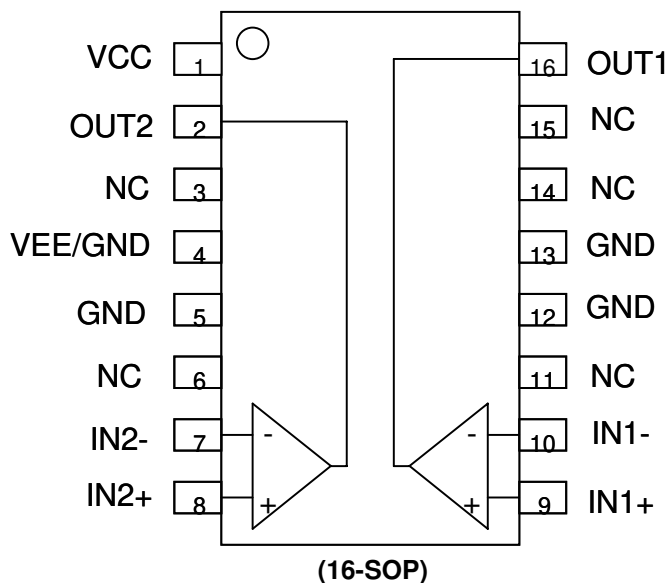 VCC 1 16 OUT1
OUT2 2 15 NC
NC 3 14 NC
VEE/GND 4 13 GND
GND 5 12 GND
NC 6 11 NC
IN2- 7 - - 10 IN1-
IN2+ 8 + + 9 IN1+
(16-SOP)